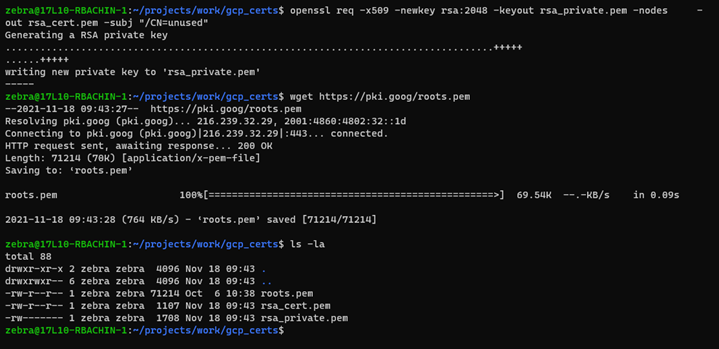 zebra@17L10-RBACHIN-1:~/projects/work/gcp_certs$ openssl req -x509 -newkey rsa:2048 -keyout rsa_private.pem -nodes     -
out rsa_cert.pem -subj "/CN=unused"
Generating a RSA private key
.................................................................................+++++
......+++++
writing new private key to 'rsa_private.pem'
-----
zebra@17L10-RBACHIN-1:~/projects/work/gcp_certs$ wget https://pki.goog/roots.pem
--2021-11-18 09:43:27--  https://pki.goog/roots.pem
Resolving pki.goog (pki.goog)... 216.239.32.29, 2001:4860:4802:32::1d
Connecting to pki.goog (pki.goog)|216.239.32.29|:443... connected.
HTTP request sent, awaiting response... 200 OK
Length: 71214 (70K) [application/x-pem-file]
Saving to: ‘roots.pem’
roots.pem                     100%[================================================>]  69.54K  --.-KB/s    in 0.09s
2021-11-18 09:43:28 (764 KB/s) - ‘roots.pem’ saved [71214/71214]
zebra@17L10-RBACHIN-1:~/projects/work/gcp_certs$ ls -la
total 88
drwxr-xr-x 2 zebra zebra  4096 Nov 18 09:43 .
drwxrwxr-- 6 zebra zebra  4096 Nov 18 09:43 ..
-rw-r--r-- 1 zebra zebra 71214 Oct  6 10:38 roots.pem
-rw-r--r-- 1 zebra zebra  1107 Nov 18 09:43 rsa_cert.pem
-rw------- 1 zebra zebra  1708 Nov 18 09:43 rsa_private.pem
zebra@17L10-RBACHIN-1:~/projects/work/gcp_certs$